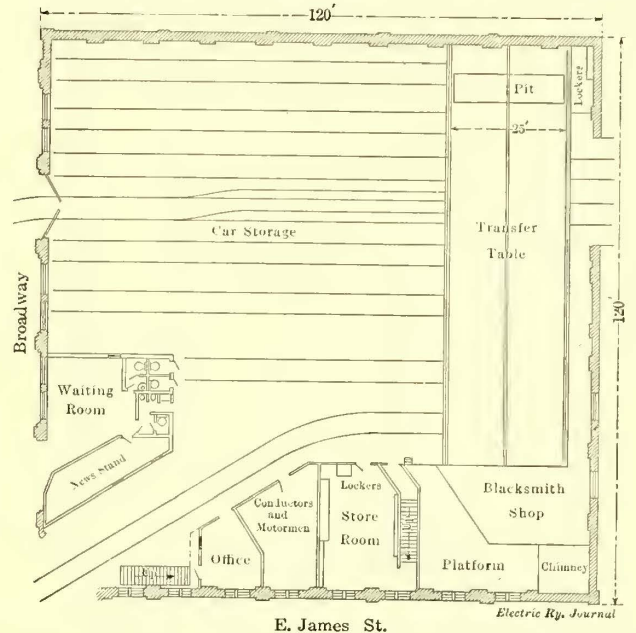 120'
Pit
Lockers
25'
Transfer
Table
Car Storage
Broadway
120'
Waiting
Room
News Stand
Conductors
and
Motormen
Lockers
Store
Room
Blacksmith
Shop
Office
Platform
Chimney
Up
Electric Ry. Journal
E. James St.